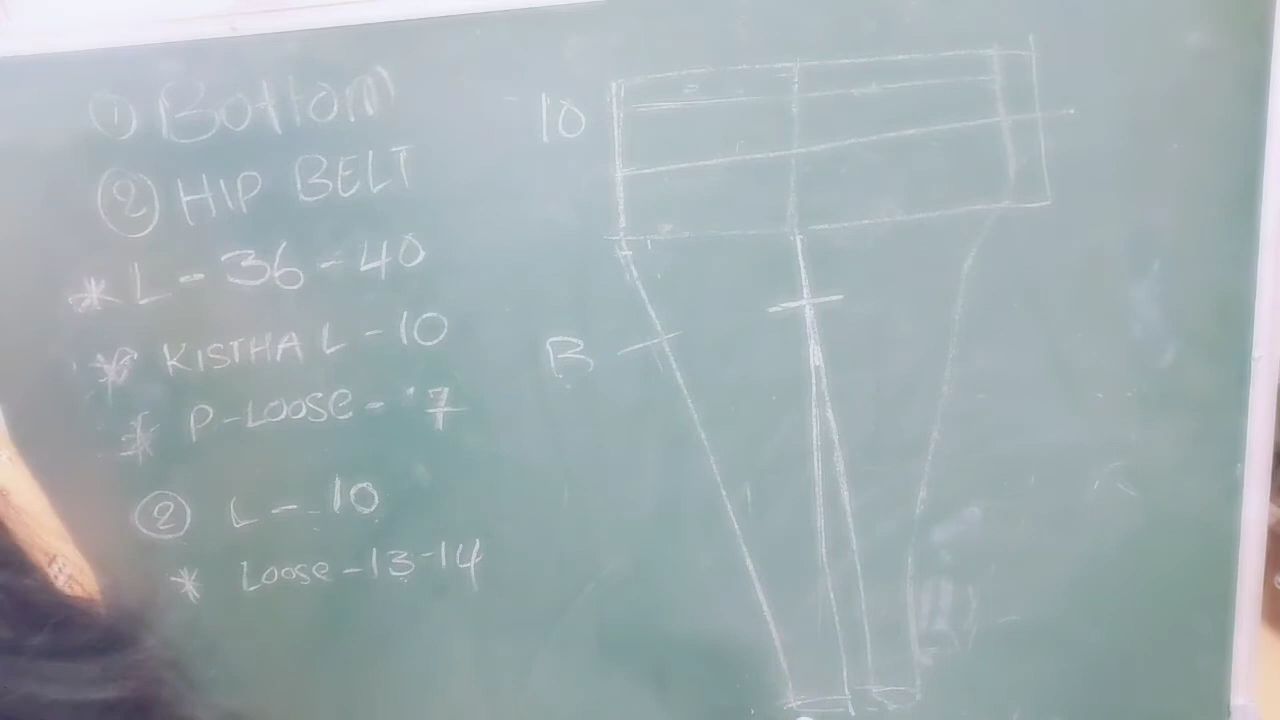 ① Bottom
② HIP BELT
* L - 36 - 40
* KISTHA L - 10
* P-LOOSE - 7
② L - 10
* Loose - 13-14
10
B